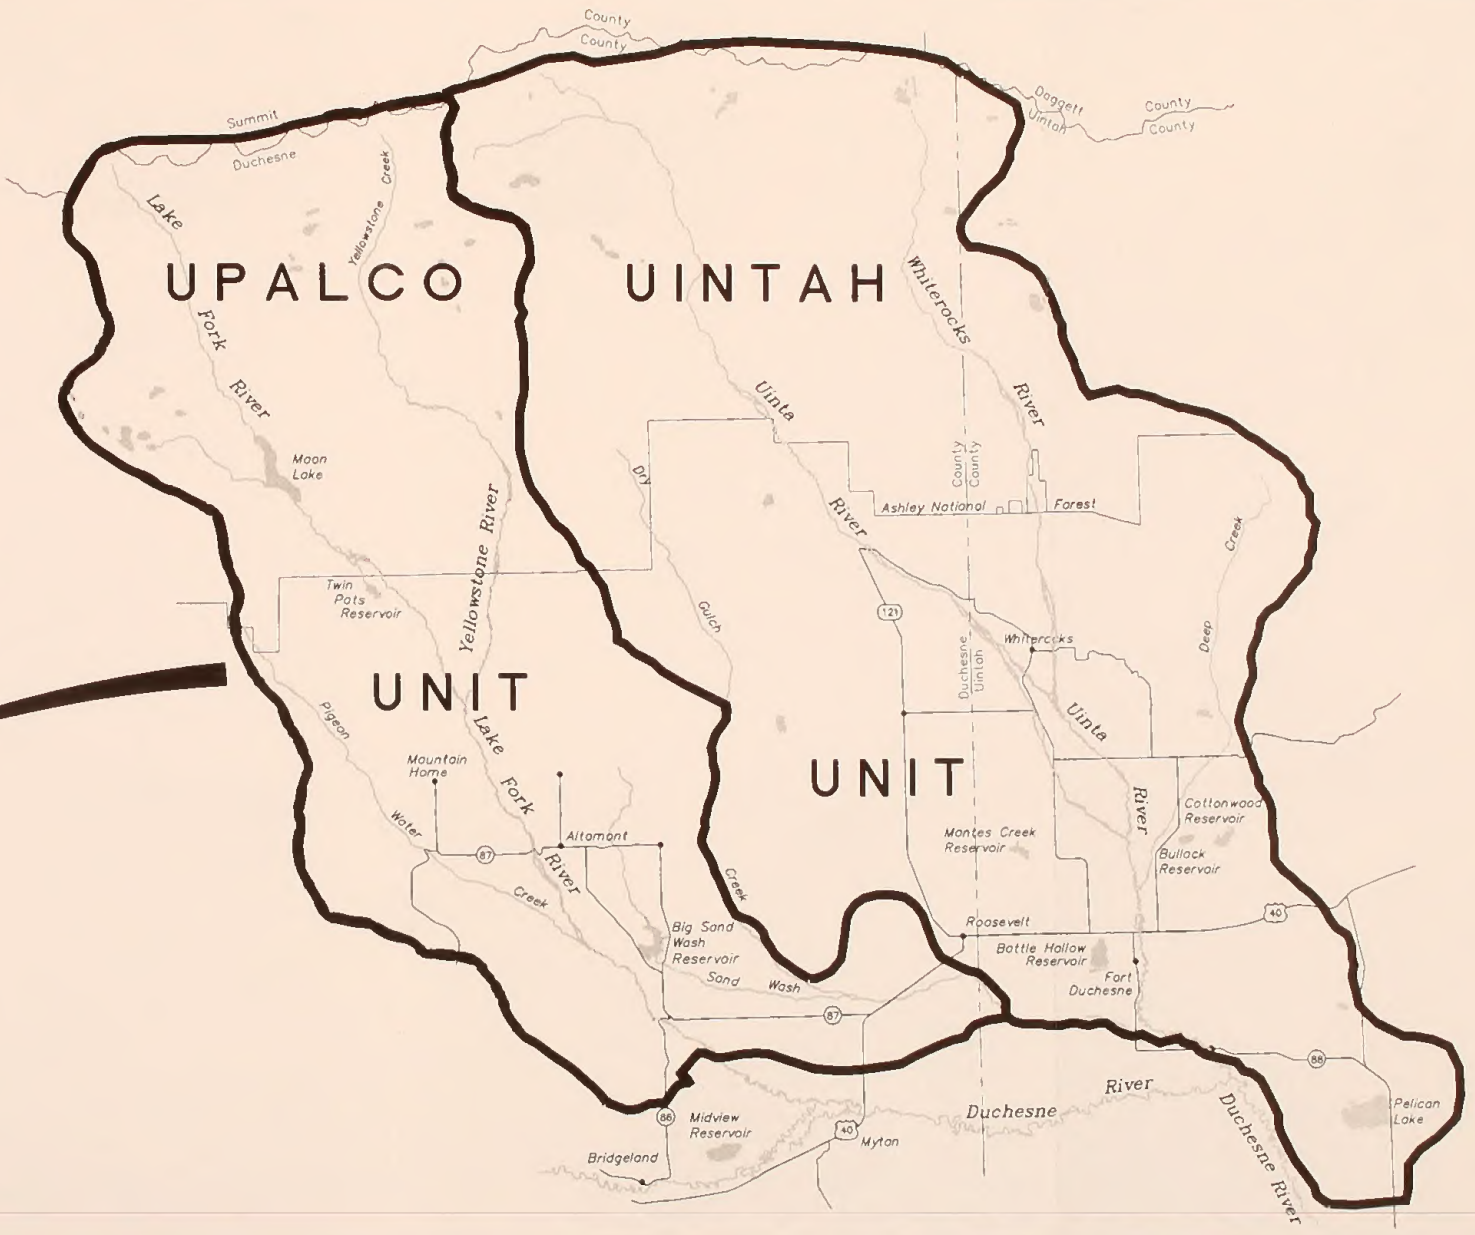 County
County
Summit
Duchesne
Daggett
Uintah
County
County
Lake
Fork
River
Yellowstone Creek
UPALCO
UINTAH
Whiterocks
River
Uinta
River
Moon
Lake
Dry
Gulch
Creek
County
County
Ashley National Forest
Deep
Creek
Twin
Pots
Reservoir
Yellowstone River
121
Duchesne
Uintah
Whiterocks
UNIT
UNIT
Pigeon
Water
Creek
Lake
Fork
River
Uinta
River
Mountain
Home
Altamont
87
Cottonwood
Reservoir
Montes Creek
Reservoir
Bullock
Reservoir
Roosevelt
40
Big Sand
Wash
Reservoir
Bottle Hollow
Reservoir
Fort
Duchesne
Sand Wash
87
88
86
Midview
Reservoir
Bridgeland
40
Myton
Duchesne River
Duchesne River
Pelican
Lake